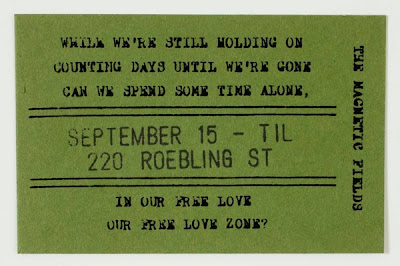 WHILE WE'RE STILL HOLDING ON
COUNTING DAYS UNTIL WE'RE GONE
CAN WE SPEND SOME TIME ALONE,
SEPTEMBER 15 - TIL
220 ROEBLING ST
IN OUR FREE LOVE
OUR FREE LOVE ZONE?
THE MAGNETIC FIELDS